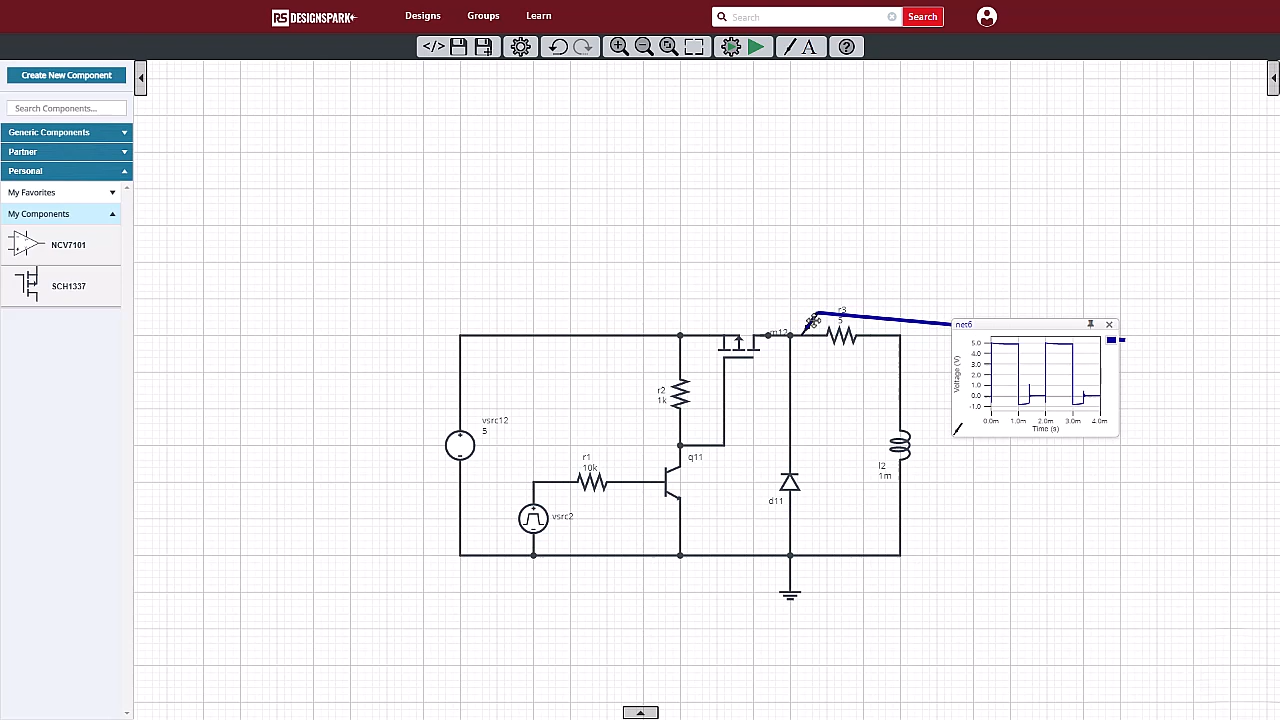 RS DESIGNSPARK
Designs
Groups
Learn
Search
Search
</> A ?
Create New Component
Search Components...
Generic Components
Partner
Personal
My Favorites
My Components
NCV7101
SCH1337
r3
5
m12
net6
5.0
4.0
3.0
2.0
1.0
0.0
-1.0
Voltage (V)
0.0m 1.0m 2.0m 3.0m 4.0m
Time (s)
r2
1k
vsrc12
5
r1
10k
q11
l2
1m
d11
vsrc2